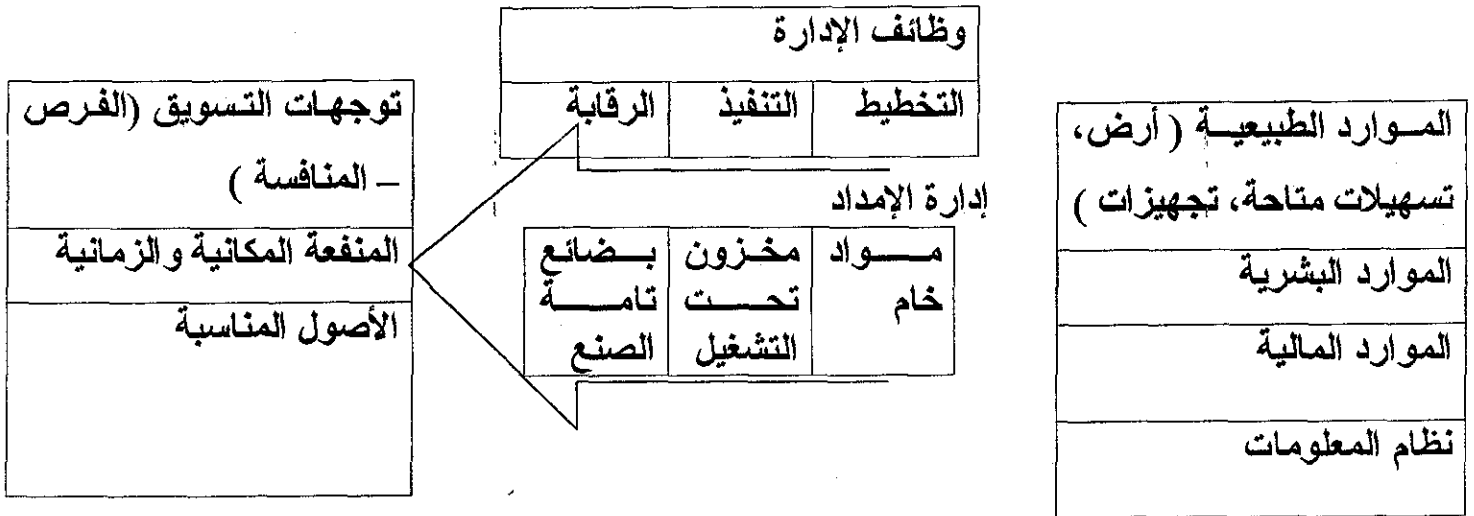 وظائف الإدارة
التخطيط التنفيذ الرقابة
الموارد الطبيعية ( أرض،
تسهيلات متاحة، تجهيزات )
الموارد البشرية
الموارد المالية
نظام المعلومات
إدارة الإمداد
مواد مخزون بضائع
خام تحت تامة
التشغيل الصنع
توجهات التسويق (الفرص
– المنافسة )
المنفعة المكانية والزمانية
الأصول المناسبة